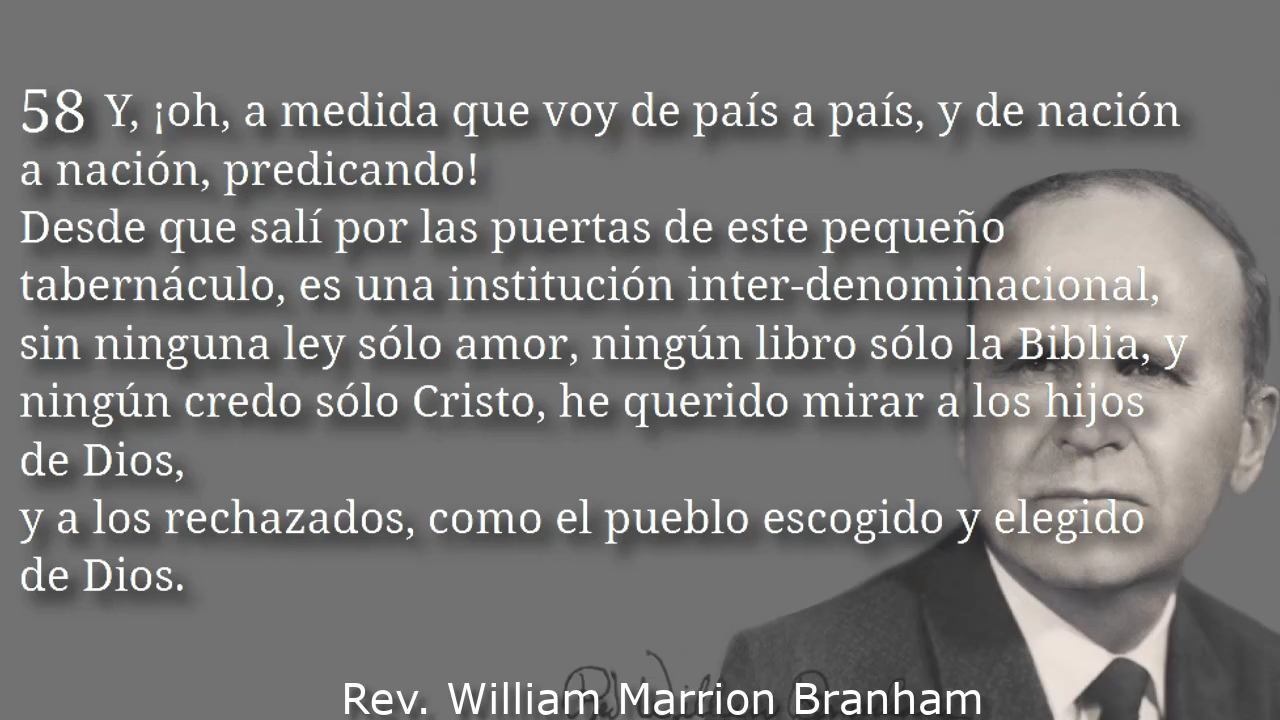 58 Y, ¡oh, a medida que voy de país a país, y de nación
a nación, predicando!
Desde que salí por las puertas de este pequeño
tabernáculo, es una institución inter-denominacional,
sin ninguna ley sólo amor, ningún libro sólo la Biblia, y
ningún credo sólo Cristo, he querido mirar a los hijos
de Dios,
y a los rechazados, como el pueblo escogido y elegido
de Dios.
Rev. William Marrion Branham